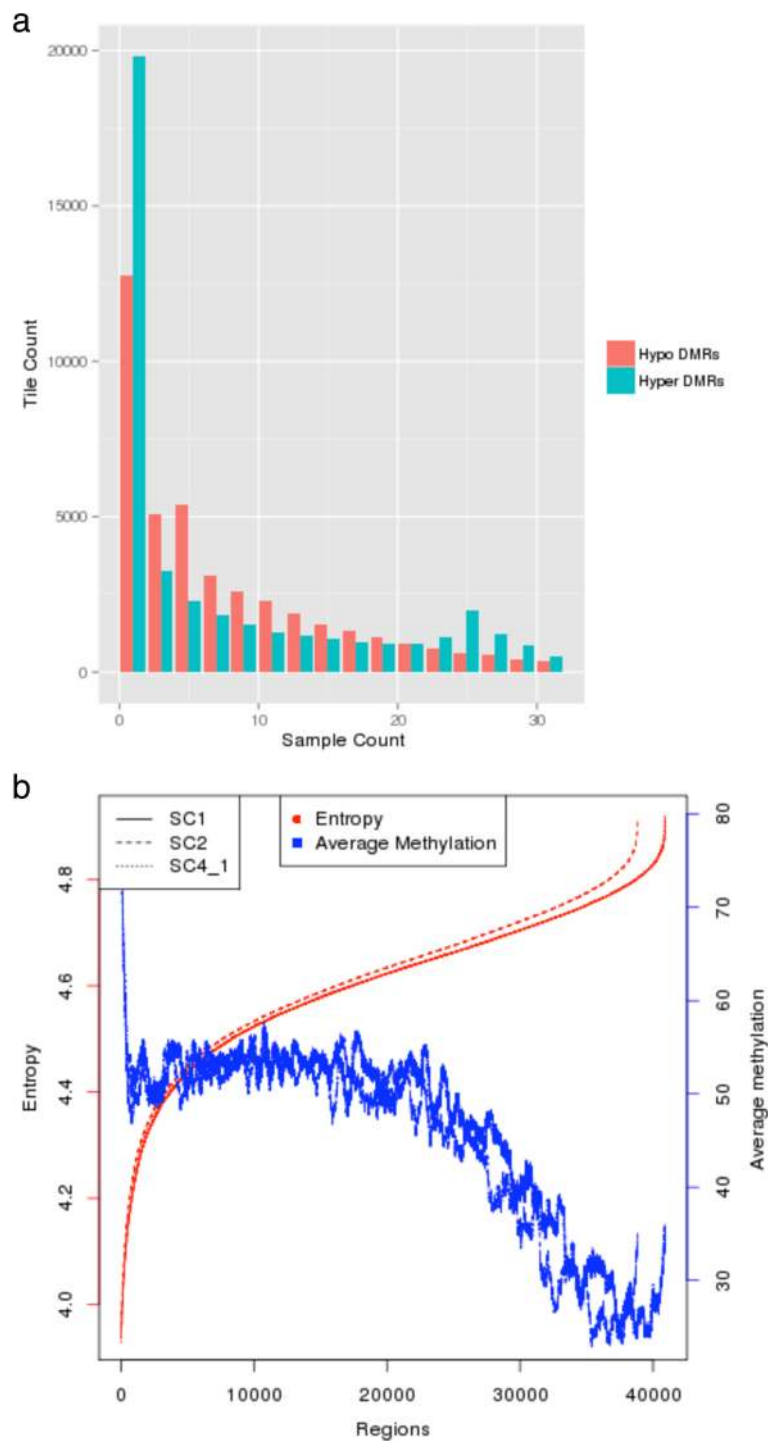 a
20000
15000
10000
5000
0
Tile Count
0 10 20 30
Sample Count
Hypo DMRs
Hyper DMRs
b
SC1
SC2
SC4_1
Entropy
Average Methylation
4.8
4.6
4.4
4.2
4.0
Entropy
80
70
60
50
40
30
Average methylation
0 10000 20000 30000 40000
Regions